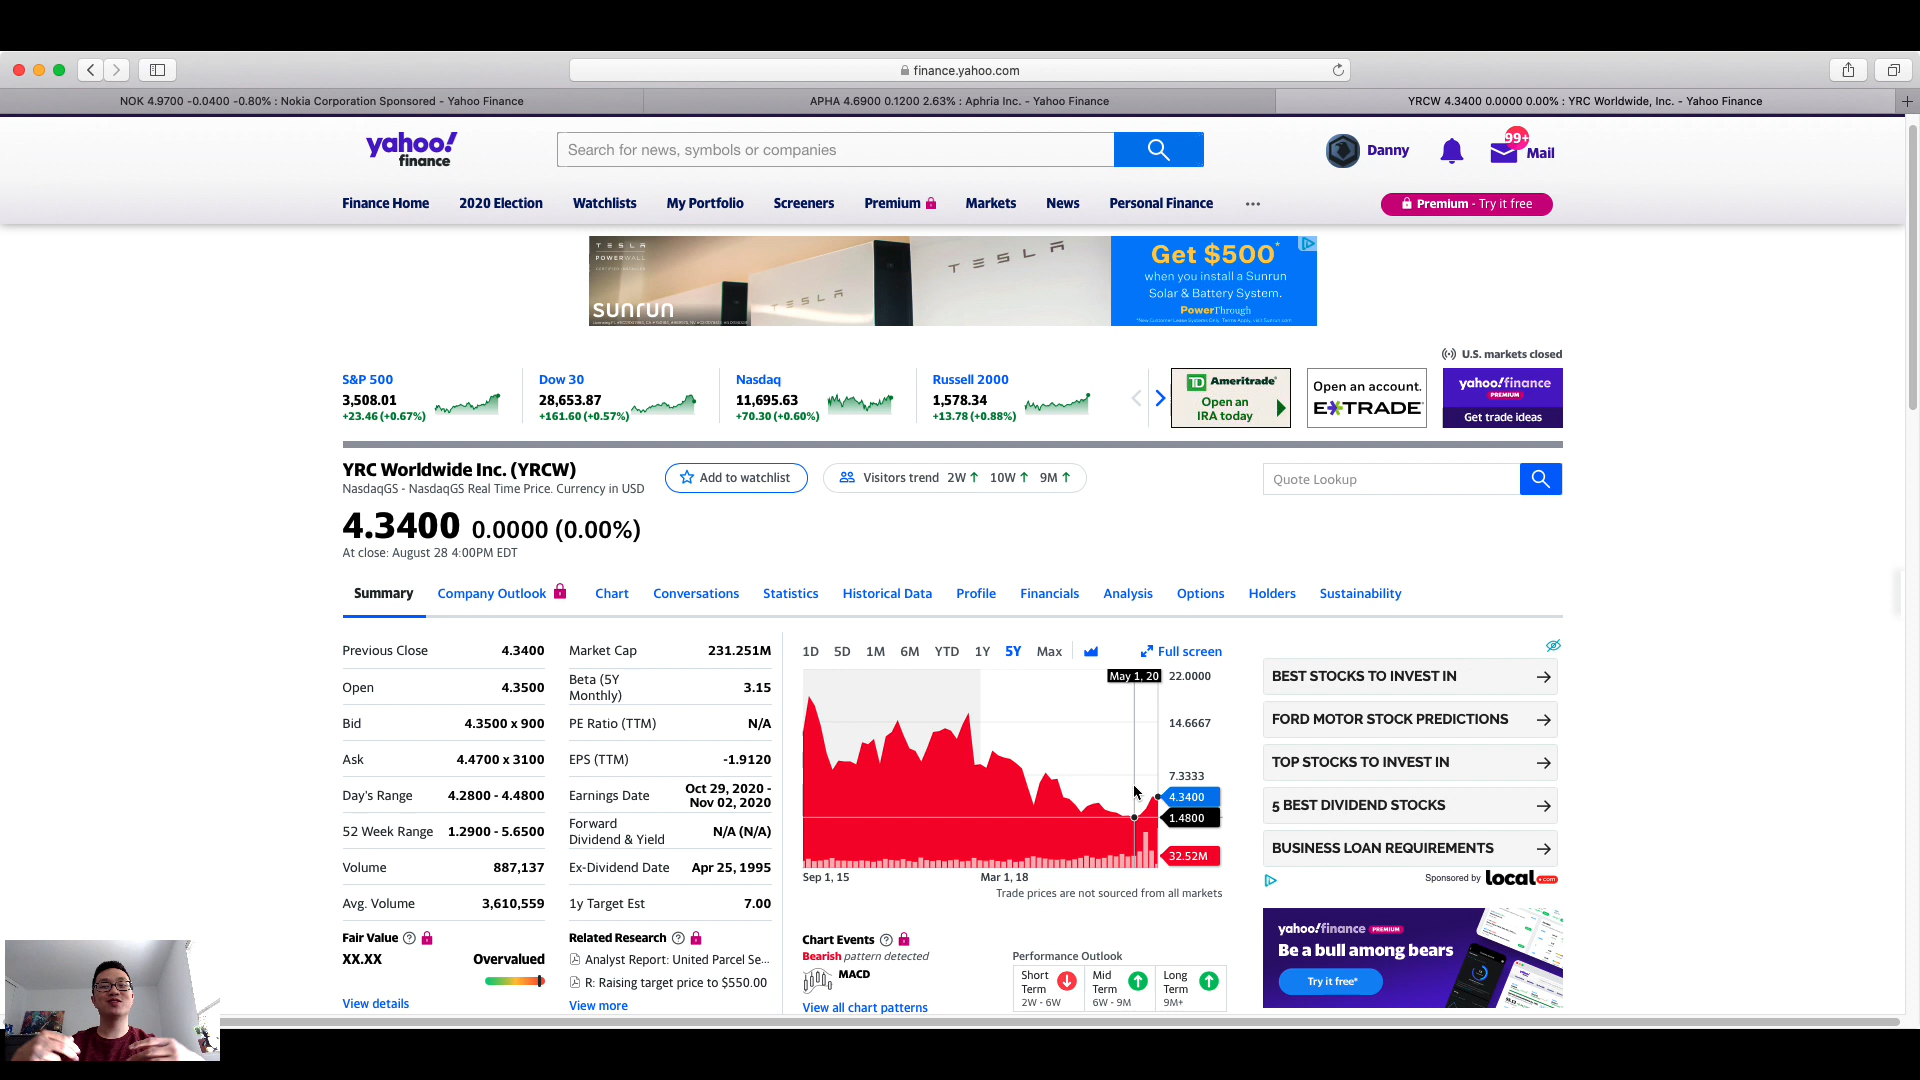 finance.yahoo.com
NOK 4.9700 -0.0400 -0.80% : Nokia Corporation Sponsored - Yahoo Finance
APHA 4.6900 0.1200 2.63% : Aphria Inc. - Yahoo Finance
YRCW 4.3400 0.0000 0.00% : YRC Worldwide, Inc. - Yahoo Finance
yahoo!
finance
Search for news, symbols or companies
Danny
99+
Mail
Finance Home 2020 Election Watchlists My Portfolio Screeners Premium Markets News Personal Finance ...
Premium - Try it free
TESLA
POWERWALL
CERTIFIED INSTALLER
sunrun
TESLA
TESLA
Get $500*
when you install a Sunrun
Solar & Battery System.
PowerThrough
U.S. markets closed
S&P 500
3,508.01
+23.46 (+0.67%)
Dow 30
28,653.87
+161.60 (+0.57%)
Nasdaq
11,695.63
+70.30 (+0.60%)
Russell 2000
1,578.34
+13.78 (+0.88%)
TD Ameritrade
Open an
IRA today
Open an account.
E*TRADE
yahoo!finance
PREMIUM
Get trade ideas
YRC Worldwide Inc. (YRCW)
NasdaqGS - NasdaqGS Real Time Price. Currency in USD
Add to watchlist
Visitors trend 2W 10W 9M
Quote Lookup
4.3400 0.0000 (0.00%)
At close: August 28 4:00PM EDT
Summary Company Outlook Chart Conversations Statistics Historical Data Profile Financials Analysis Options Holders Sustainability
Previous Close 4.3400
Open 4.3500
Bid 4.3500 x 900
Ask 4.4700 x 3100
Day's Range 4.2800 - 4.4800
52 Week Range 1.2900 - 5.6500
Volume 887,137
Avg. Volume 3,610,559
Market Cap 231.251M
Beta (5Y
Monthly) 3.15
PE Ratio (TTM) N/A
EPS (TTM) -1.9120
Earnings Date Oct 29, 2020 -
Nov 02, 2020
Forward
Dividend & Yield N/A (N/A)
Ex-Dividend Date Apr 25, 1995
1y Target Est 7.00
Fair Value
XX.XX Overvalued
View details
Related Research
Analyst Report: United Parcel Se...
R: Raising target price to $550.00
View more
1D 5D 1M 6M YTD 1Y 5Y Max Full screen
May 1, 20
22.0000
14.6667
7.3333
4.3400
1.4800
32.52M
Sep 1, 15 Mar 1, 18
Trade prices are not sourced from all markets
Chart Events
Bearish pattern detected
MACD
View all chart patterns
Performance Outlook
Short
Term
2W - 6W
Mid
Term
6W - 9M
Long
Term
9M+
BEST STOCKS TO INVEST IN
FORD MOTOR STOCK PREDICTIONS
TOP STOCKS TO INVEST IN
5 BEST DIVIDEND STOCKS
BUSINESS LOAN REQUIREMENTS
Sponsored by local.com
yahoo!finance PREMIUM
Be a bull among bears
Try it free*